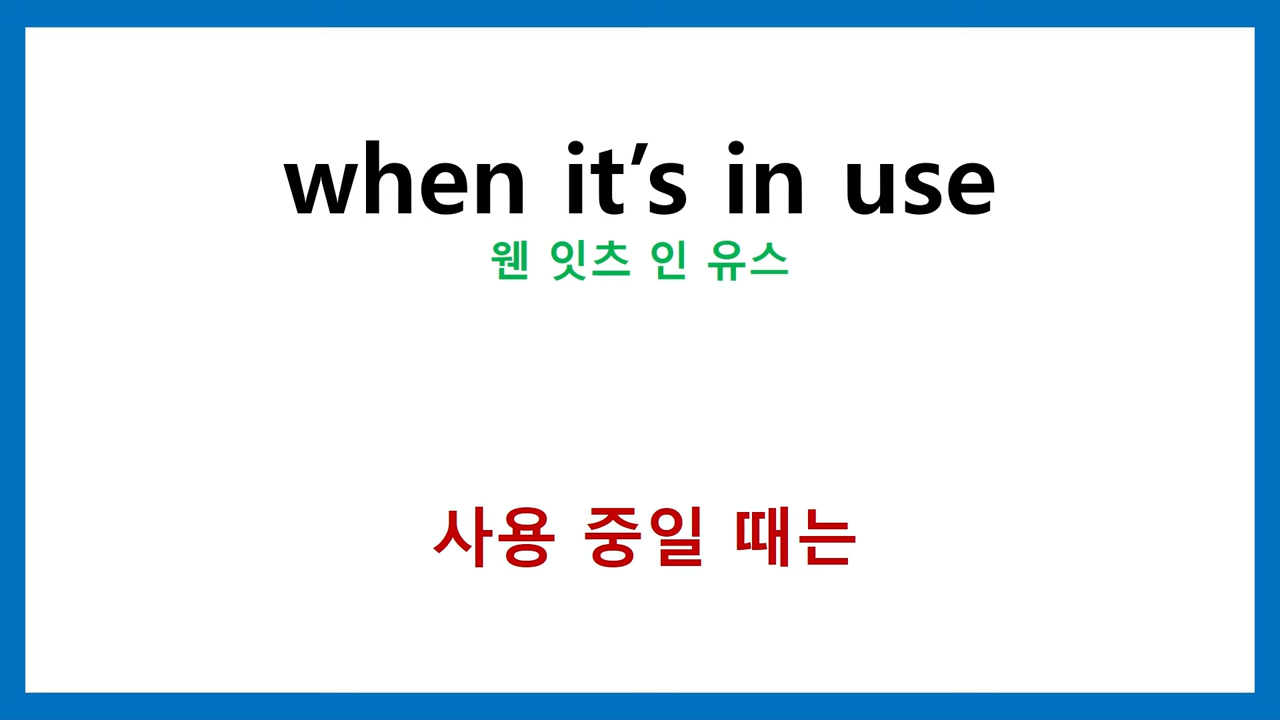 when it’s in use
웬 잇츠 인 유스
사용 중일 때는